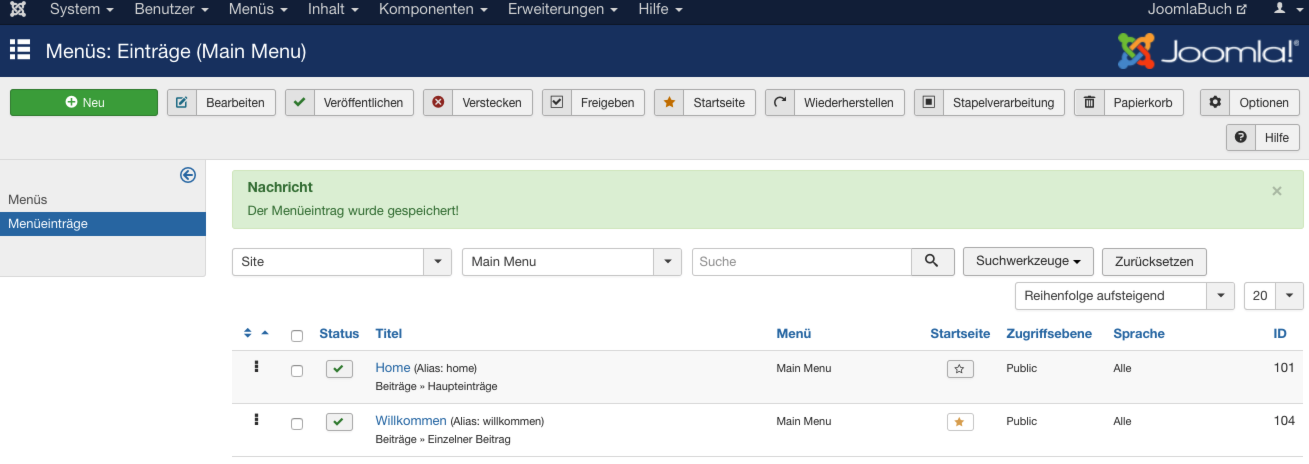 System Benutzer Menüs Inhalt Komponenten Erweiterungen Hilfe JoomlaBuch
Menüs: Einträge (Main Menu) Joomla!®
Neu Bearbeiten Veröffentlichen Verstecken Freigeben Startseite Wiederherstellen Stapelverarbeitung Papierkorb Optionen
Hilfe
Menüs
Menüeinträge
Nachricht ×
Der Menüeintrag wurde gespeichert!
Site Main Menu Suche Suchwerkzeuge Zurücksetzen
Reihenfolge aufsteigend 20
Status Titel Menü Startseite Zugriffsebene Sprache ID
Home (Alias: home) Main Menu Public Alle 101
Beiträge » Haupteinträge
Willkommen (Alias: willkommen) Main Menu Public Alle 104
Beiträge » Einzelner Beitrag